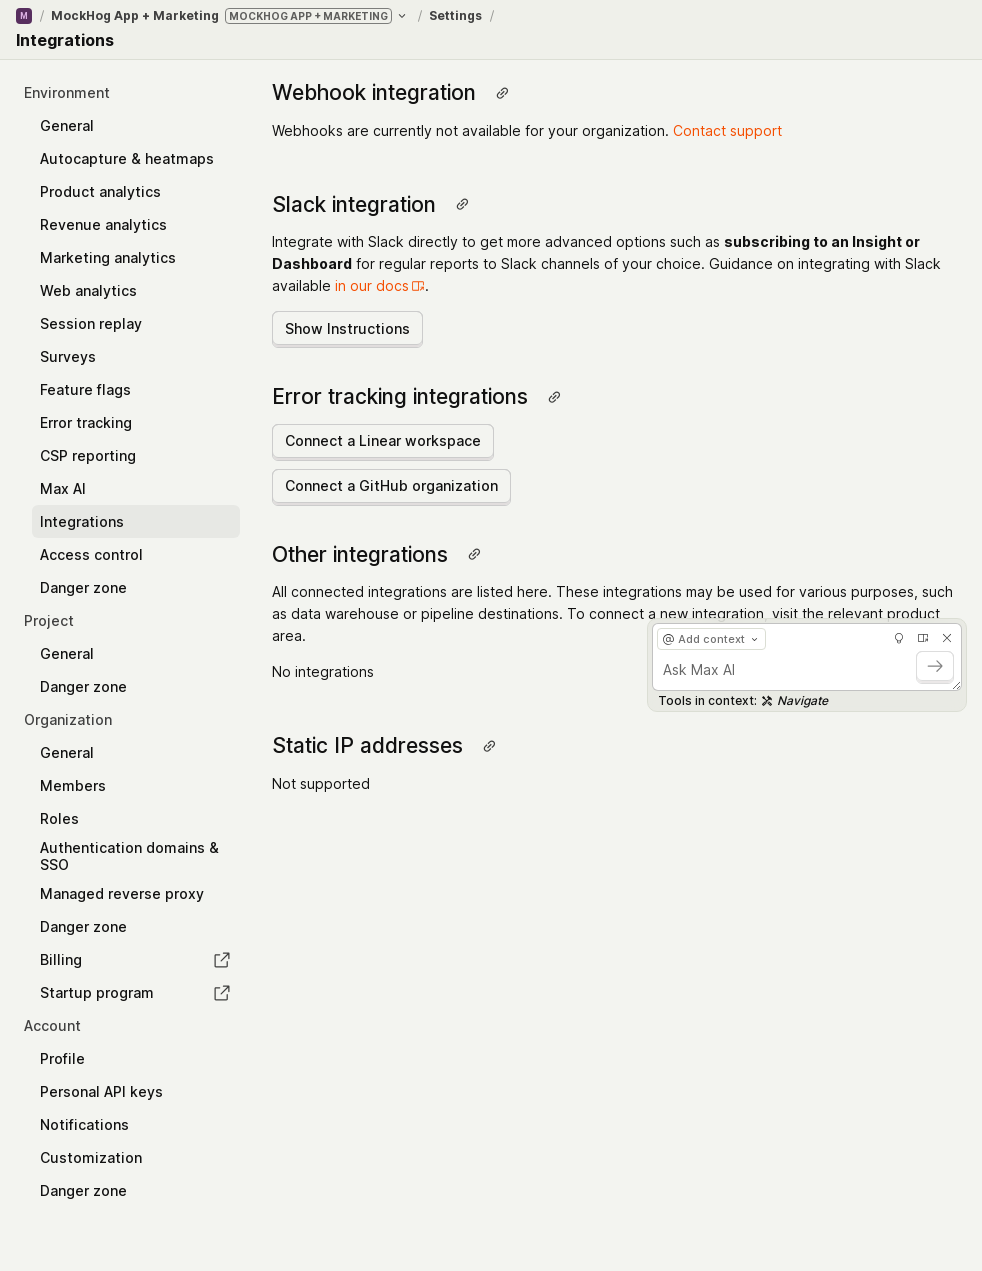 M / MockHog App + Marketing MOCKHOG APP + MARKETING / Settings /
Integrations
Environment
General
Autocapture & heatmaps
Product analytics
Revenue analytics
Marketing analytics
Web analytics
Session replay
Surveys
Feature flags
Error tracking
CSP reporting
Max AI
Integrations
Access control
Danger zone
Project
General
Danger zone
Organization
General
Members
Roles
Authentication domains &
SSO
Managed reverse proxy
Danger zone
Billing
Startup program
Account
Profile
Personal API keys
Notifications
Customization
Danger zone
Webhook integration
Webhooks are currently not available for your organization. Contact support
Slack integration
Integrate with Slack directly to get more advanced options such as subscribing to an Insight or
Dashboard for regular reports to Slack channels of your choice. Guidance on integrating with Slack
available in our docs.
Show Instructions
Error tracking integrations
Connect a Linear workspace
Connect a GitHub organization
Other integrations
All connected integrations are listed here. These integrations may be used for various purposes, such
as data warehouse or pipeline destinations. To connect a new integration, visit the relevant product
area.
No integrations
@ Add context
Ask Max AI
Tools in context: Navigate
Static IP addresses
Not supported